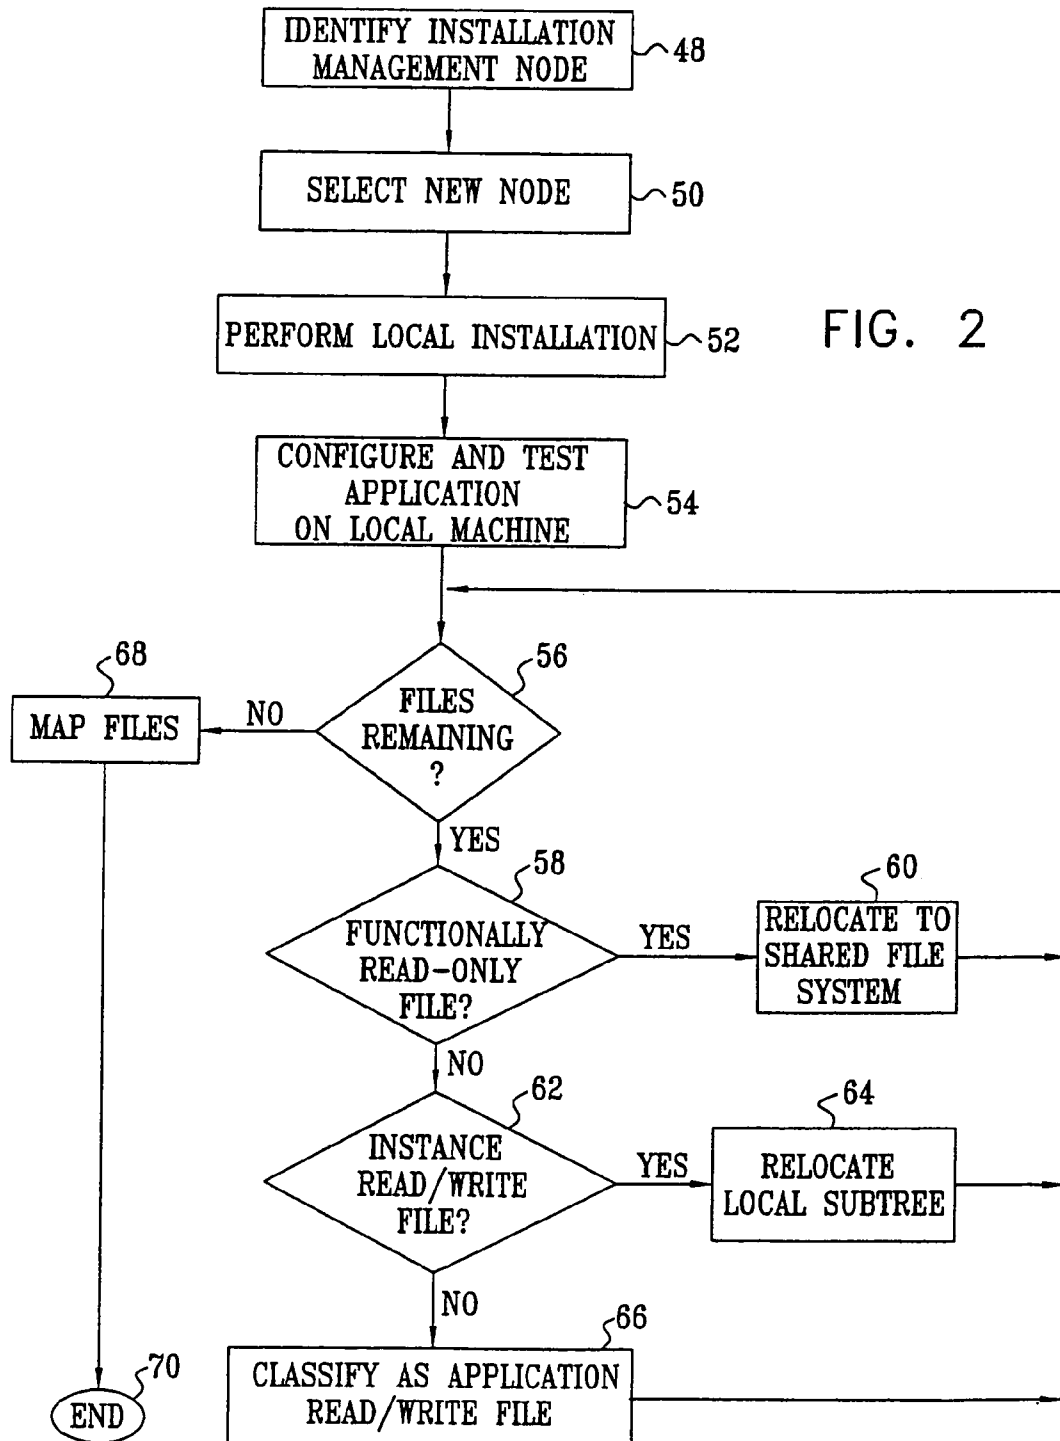 IDENTIFY INSTALLATION
MANAGEMENT NODE
48
SELECT NEW NODE
50
PERFORM LOCAL INSTALLATION
52
FIG. 2
CONFIGURE AND TEST
APPLICATION
ON LOCAL MACHINE
54
68
MAP FILES
NO
56
FILES
REMAINING
?
YES
58
FUNCTIONALLY
READ-ONLY
FILE?
YES
60
RELOCATE TO
SHARED FILE
SYSTEM
NO
62
INSTANCE
READ/WRITE
FILE?
YES
64
RELOCATE
LOCAL SUBTREE
NO
66
CLASSIFY AS APPLICATION
READ/WRITE FILE
70
END